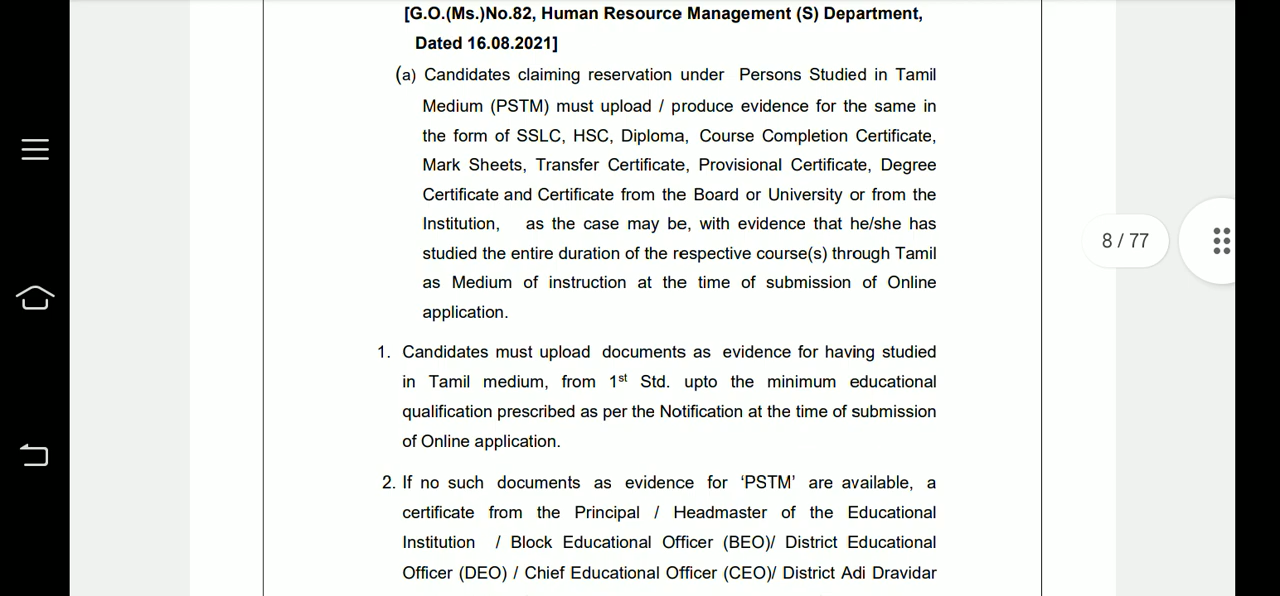 [G.O.(Ms.)No.82, Human Resource Management (S) Department,
Dated 16.08.2021]
(a) Candidates claiming reservation under Persons Studied in Tamil
Medium (PSTM) must upload / produce evidence for the same in
the form of SSLC, HSC, Diploma, Course Completion Certificate,
Mark Sheets, Transfer Certificate, Provisional Certificate, Degree
Certificate and Certificate from the Board or University or from the
Institution, as the case may be, with evidence that he/she has
studied the entire duration of the respective course(s) through Tamil
as Medium of instruction at the time of submission of Online
application.
1. Candidates must upload documents as evidence for having studied
in Tamil medium, from 1st Std. upto the minimum educational
qualification prescribed as per the Notification at the time of submission
of Online application.
2. If no such documents as evidence for ‘PSTM’ are available, a
certificate from the Principal / Headmaster of the Educational
Institution / Block Educational Officer (BEO)/ District Educational
Officer (DEO) / Chief Educational Officer (CEO)/ District Adi Dravidar
8 / 77